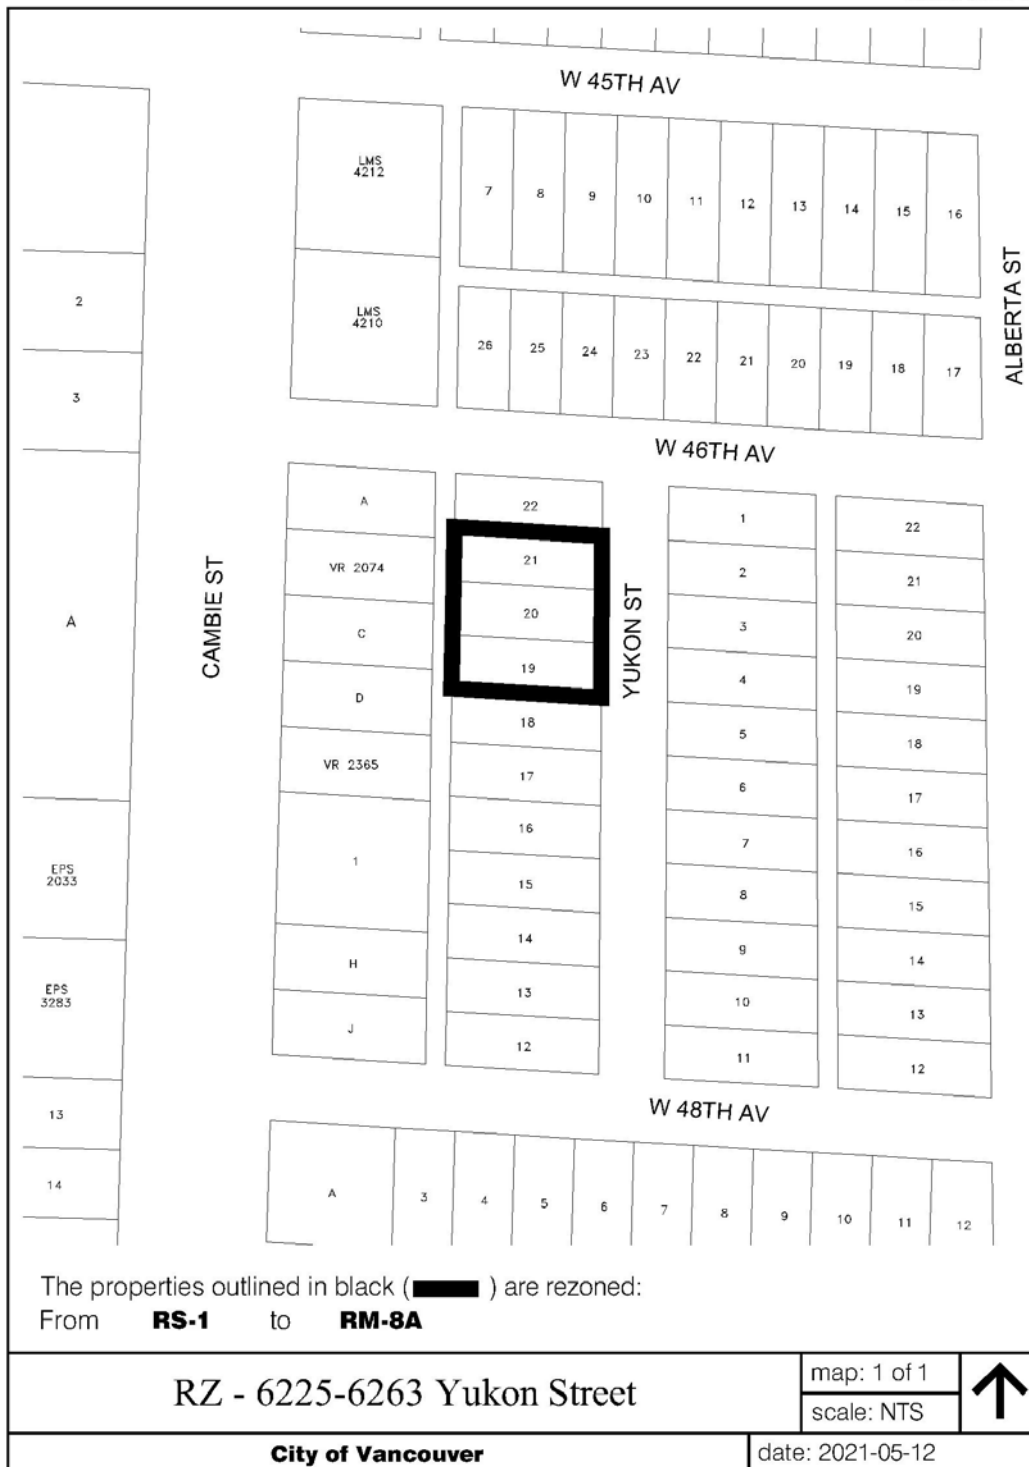 W 45TH AV
LMS
4212
7 8 9 10 11 12 13 14 15 16
ALBERTA ST
2
LMS
4210
26 25 24 23 22 21 20 19 18 17
3
W 46TH AV
A
22
1
22
CAMBIE ST
VR 2074
21
YUKON ST
2
21
A
C
20
3
20
D
19
4
19
VR 2365
18
5
18
17
6
17
EPS
2033
1
16
7
16
15
8
15
EPS
3283
H
14
9
14
J
13
10
13
12
11
12
13
W 48TH AV
14
A 3 4 5 6 7 8 9 10 11 12
The properties outlined in black ( ) are rezoned:
From RS-1 to RM-8A
RZ - 6225-6263 Yukon Street
map: 1 of 1
scale: NTS
City of Vancouver
date: 2021-05-12